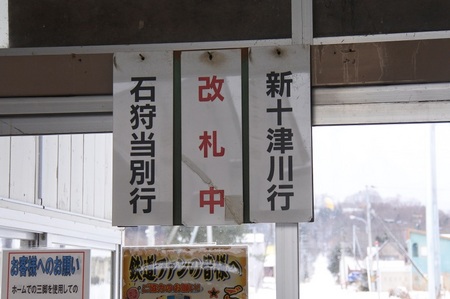 石狩当別行
改札中
新十津川行
お客様へのお願い
ホームでの三脚を使用しての
鉄道ファンの皆様へ